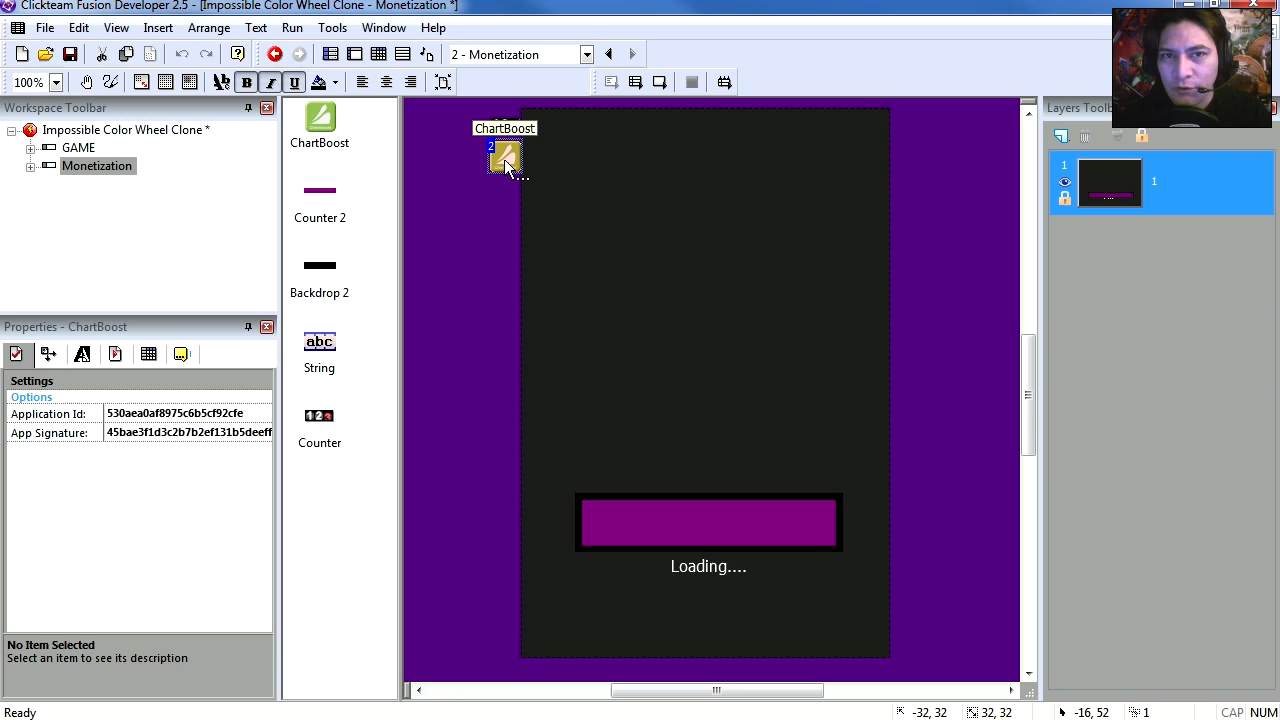 Clickteam Fusion Developer 2.5 - [Impossible Color Wheel Clone - Monetization *]
File Edit View Insert Arrange Text Run Tools Window Help
2 - Monetization
100%
B I U
Workspace Toolbar
Impossible Color Wheel Clone *
GAME
Monetization
Properties - ChartBoost
Settings
Options
Application Id: 530aea0af8975c6b5cf92cfe
App Signature: 45bae3f1d3c2b7b2ef131b5deeff
No Item Selected
Select an item to see its description
ChartBoost
Counter 2
Backdrop 2
abc
String
123
Counter
ChartBoost
2
Loading....
Layers Toolb
1
1
Ready
-32, 32
32, 32
-16, 52
1
CAP NUM